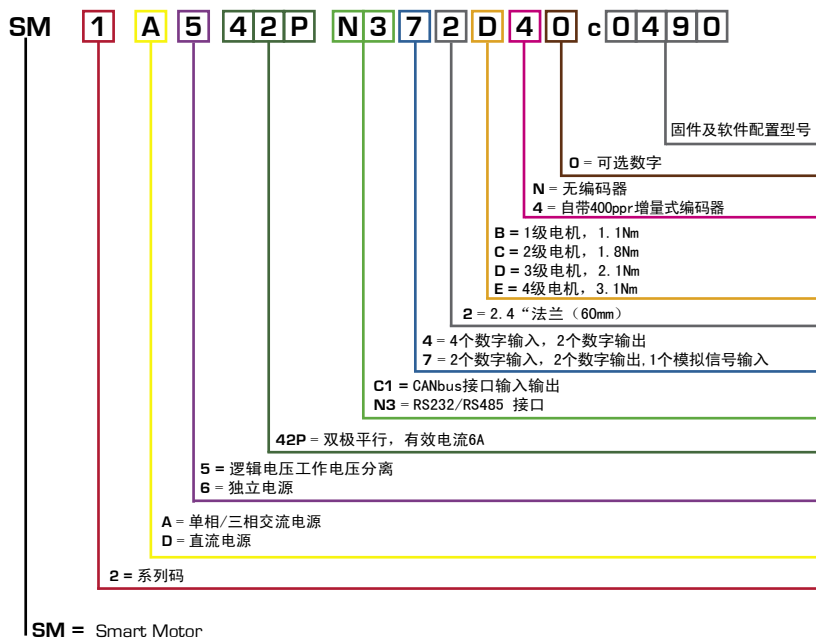 SM 1 A 5 42P N3 7 2 D 4 0 c 0490
固件及软件配置型号
0 = 可选数字
N = 无编码器
4 = 自带400ppr增量式编码器
B = 1级电机，1.1Nm
C = 2级电机，1.8Nm
D = 3级电机，2.1Nm
E = 4级电机，3.1Nm
2 = 2.4“法兰（60mm）
4 = 4个数字输入，2个数字输出
7 = 2个数字输入，2个数字输出,1个模拟信号输入
C1 = CANbus接口输入输出
N3 = RS232/RS485 接口
42P = 双极平行，有效电流6A
5 = 逻辑电压工作电压分离
6 = 独立电源
A = 单相/三相交流电源
D = 直流电源
2 = 系列码
SM = Smart Motor